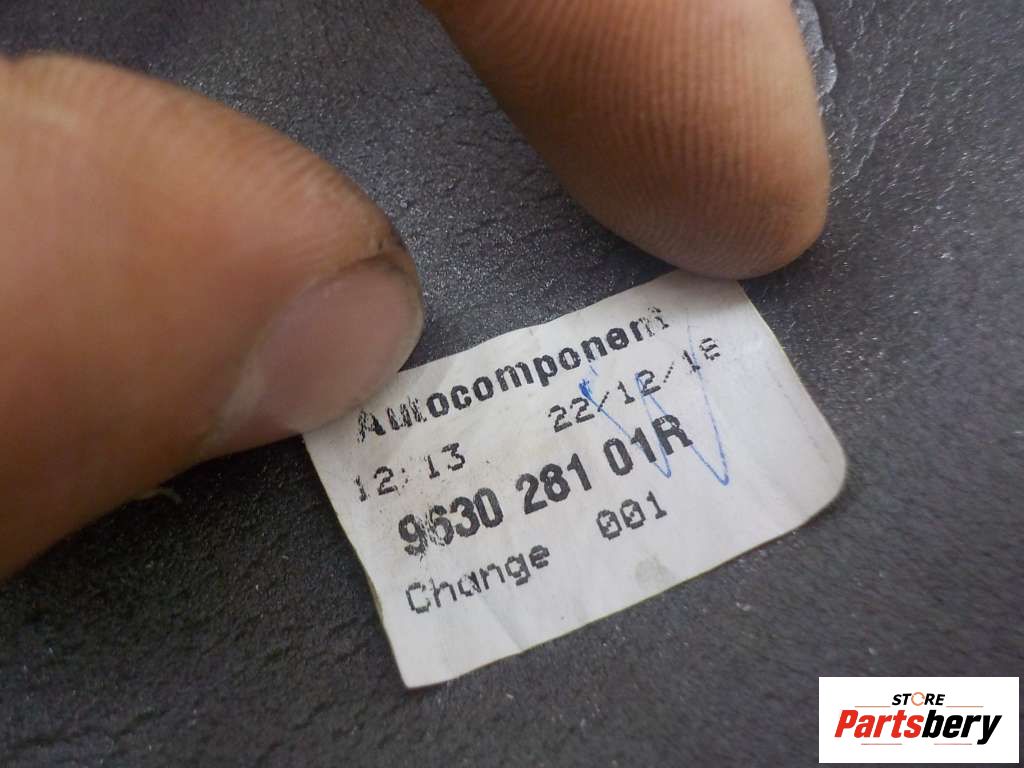 Autocomponent
12:13 22/12/18
9630 281 01R
Change 001
STORE
Partsbery